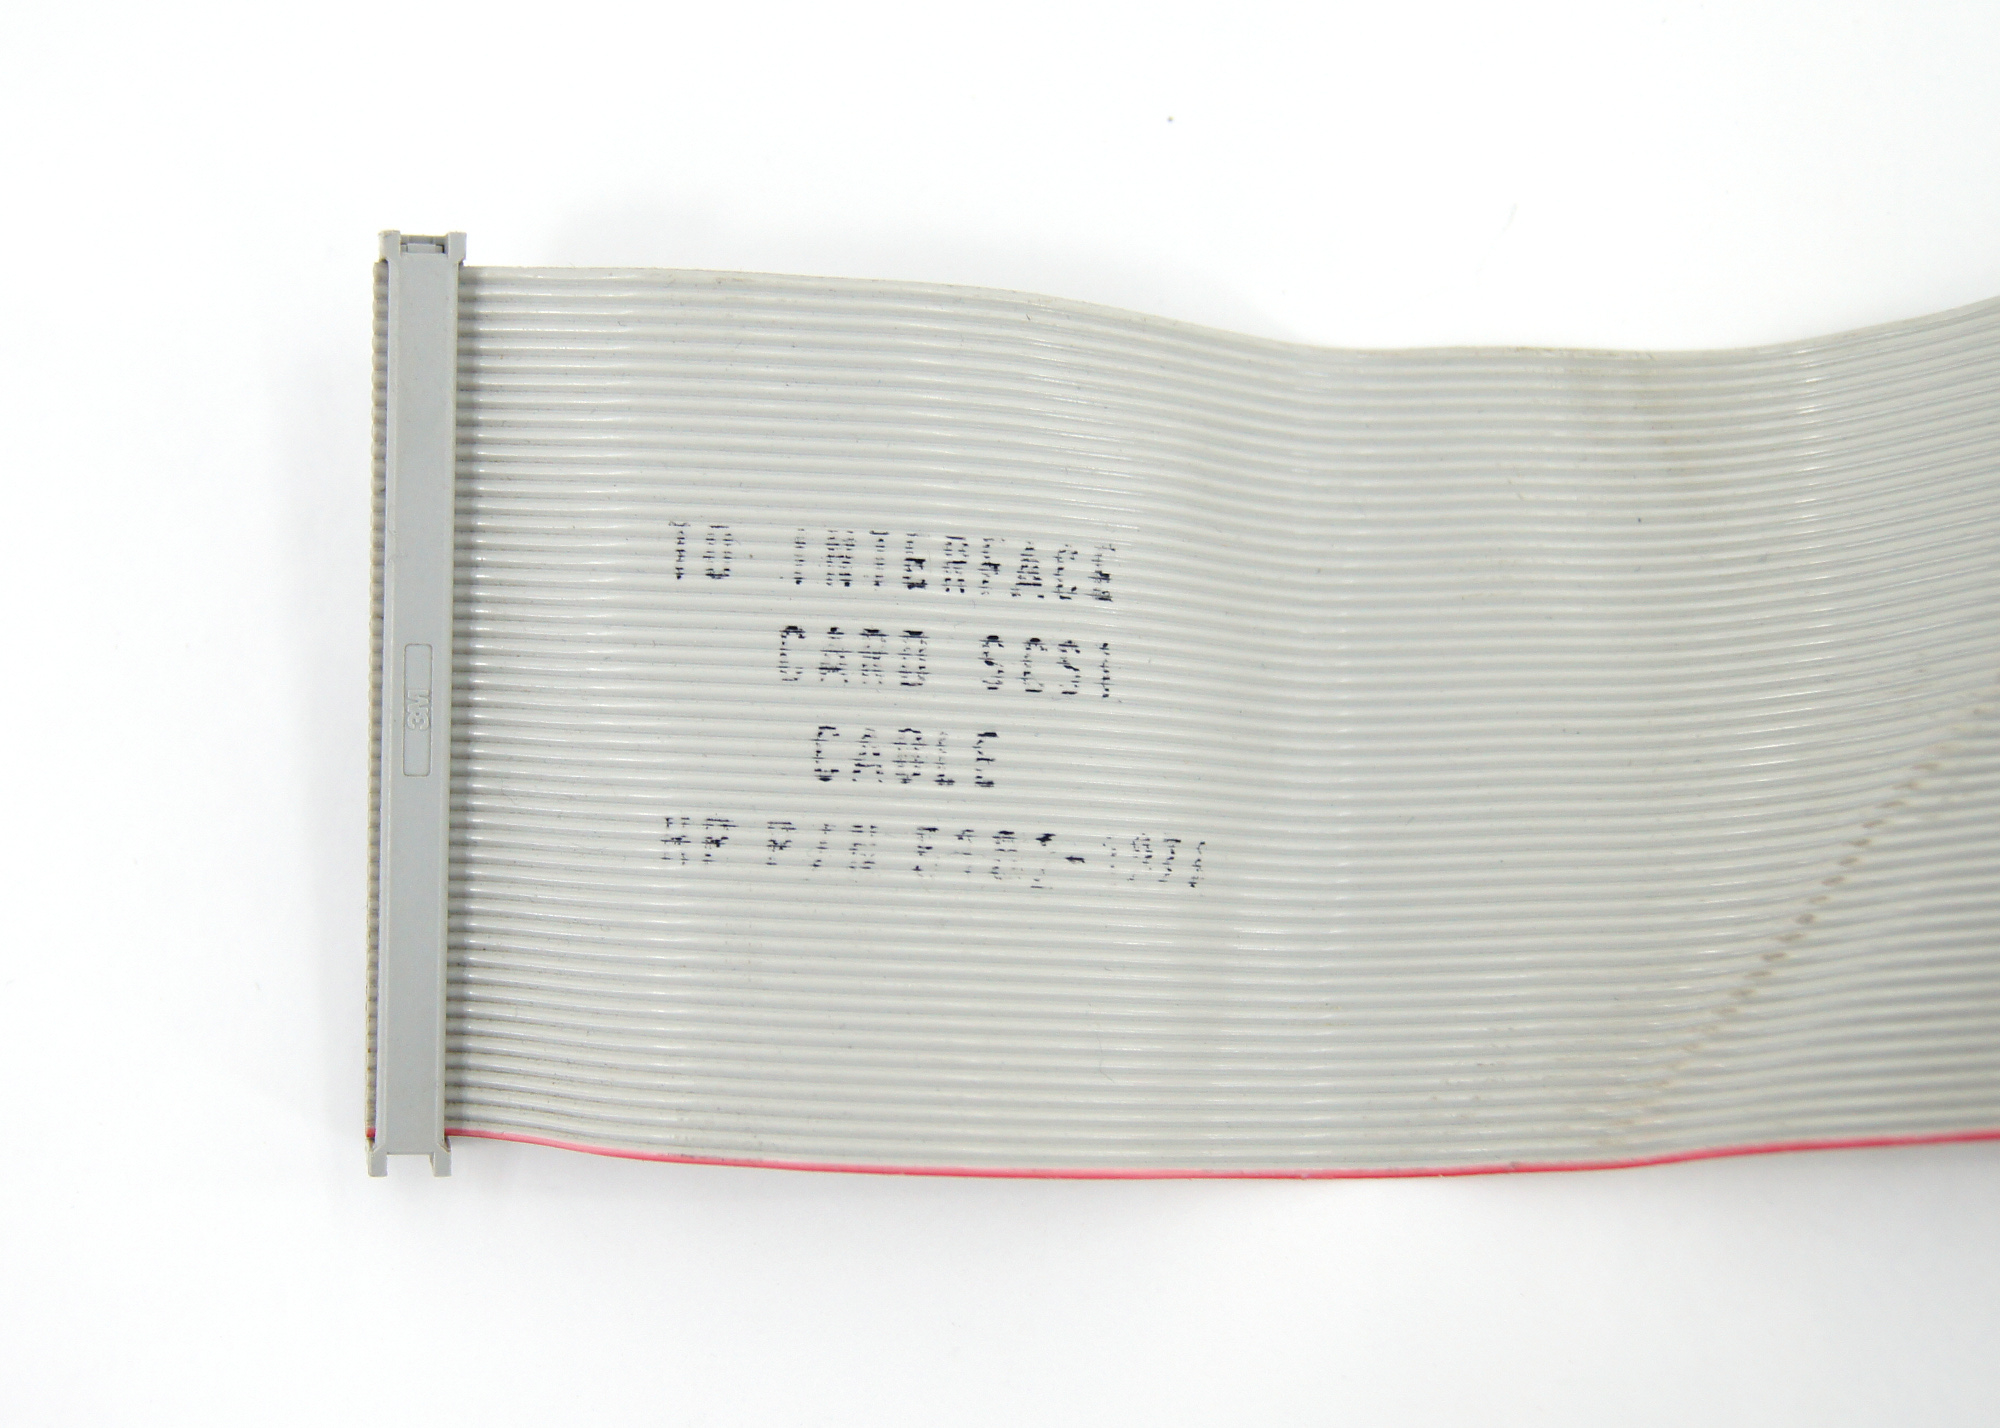 TO INTERFACE
CARD SCSI
CABLE
HP P/N
3M